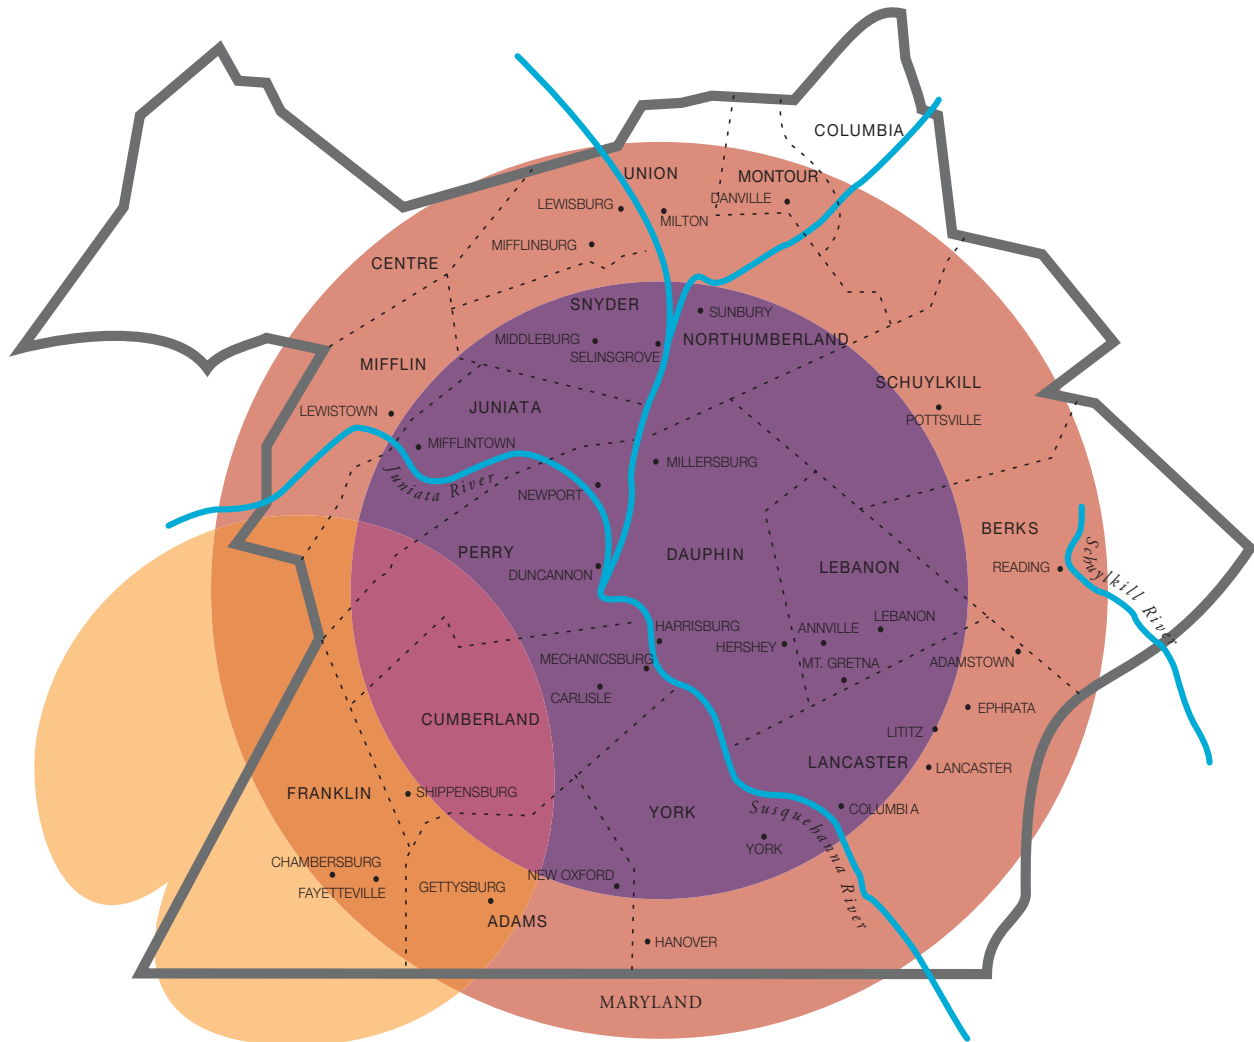 COLUMBIA
UNION
MONTOUR
DANVILLE
LEWISBURG
MILTON
MIFFLINBURG
CENTRE
SNYDER
SUNBURY
MIDDLEBURG
NORTHUMBERLAND
SELINSGROVE
MIFFLIN
SCHUYLKILL
LEWISTOWN
JUNIATA
POTTSVILLE
MIFFLINTOWN
MILLERSBURG
Juniata River
NEWPORT
BERKS
PERRY
DAUPHIN
Schuylkill River
DUNCANNON
LEBANON
READING
LEBANON
HARRISBURG
ANNVILLE
HERSHEY
MECHANICSBURG
MT. GRETNA
ADAMSTOWN
CARLISLE
EPHRATA
CUMBERLAND
LITITZ
LANCASTER
LANCASTER
FRANKLIN
SHIPPENSBURG
YORK
Susquehanna River
COLUMBIA
YORK
CHAMBERSBURG
FAYETTEVILLE
GETTYSBURG
NEW OXFORD
ADAMS
HANOVER
MARYLAND